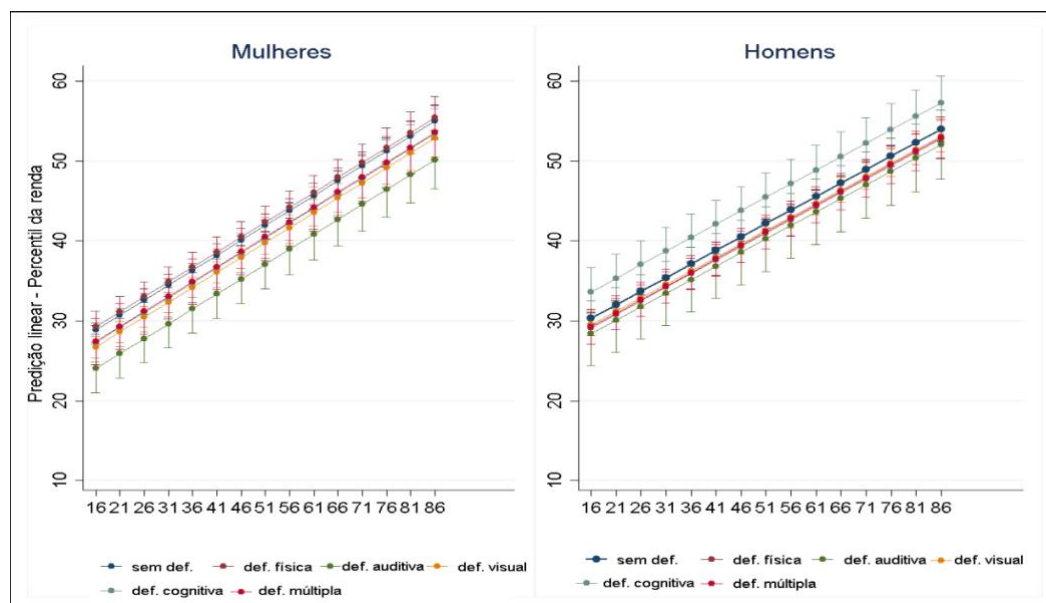 Mulheres
Predição linear - Percentil da renda
60
50
40
30
20
10
16 21 26 31 36 41 46 51 56 61 66 71 76 81 86
sem def. def. física def. auditiva def. visual
def. cognitiva def. múltipla
Homens
60
50
40
30
20
10
16 21 26 31 36 41 46 51 56 61 66 71 76 81 86
sem def. def. física def. auditiva def. visual
def. cognitiva def. múltipla